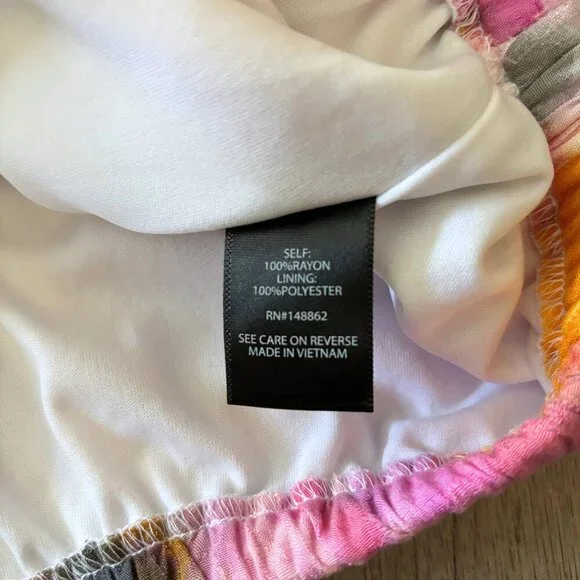 SELF:
100%RAYON
LINING:
100%POLYESTER
RN#148862
SEE CARE ON REVERSE
MADE IN VIETNAM